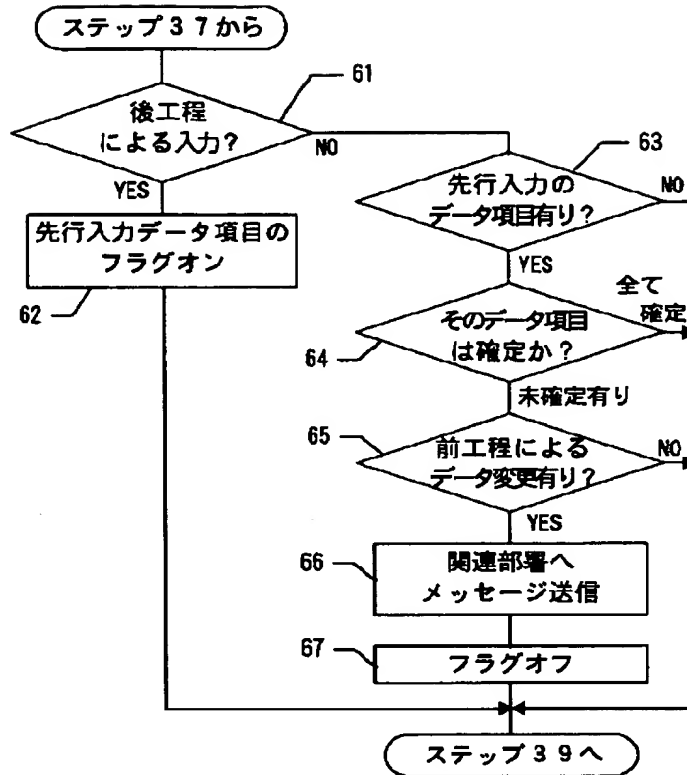 ステップ37から
61
後工程
による入力?
NO
YES
63
先行入力の
データ項目有り?
NO
YES
先行入力データ項目の
フラグオン
62
全て
確定
そのデータ項目
は確定か?
64
未確定有り
65
前工程による
データ変更有り?
NO
YES
66
関連部署へ
メッセージ送信
67
フラグオフ
ステップ39へ